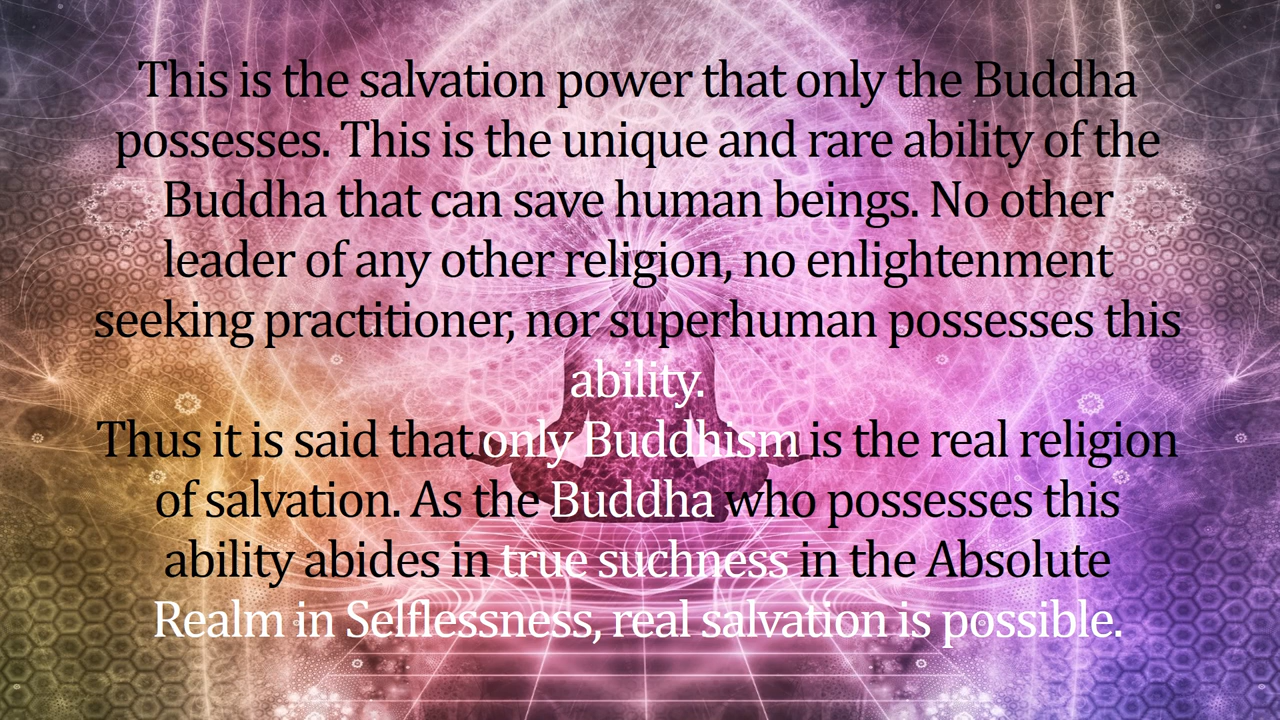 This is the salvation power that only the Buddha
possesses. This is the unique and rare ability of the
Buddha that can save human beings. No other
leader of any other religion, no enlightenment
seeking practitioner, nor superhuman possesses this
ability.
Thus it is said that only Buddhism is the real religion
of salvation. As the Buddha who possesses this
ability abides in true suchness in the Absolute
Realm in Selflessness, real salvation is possible.